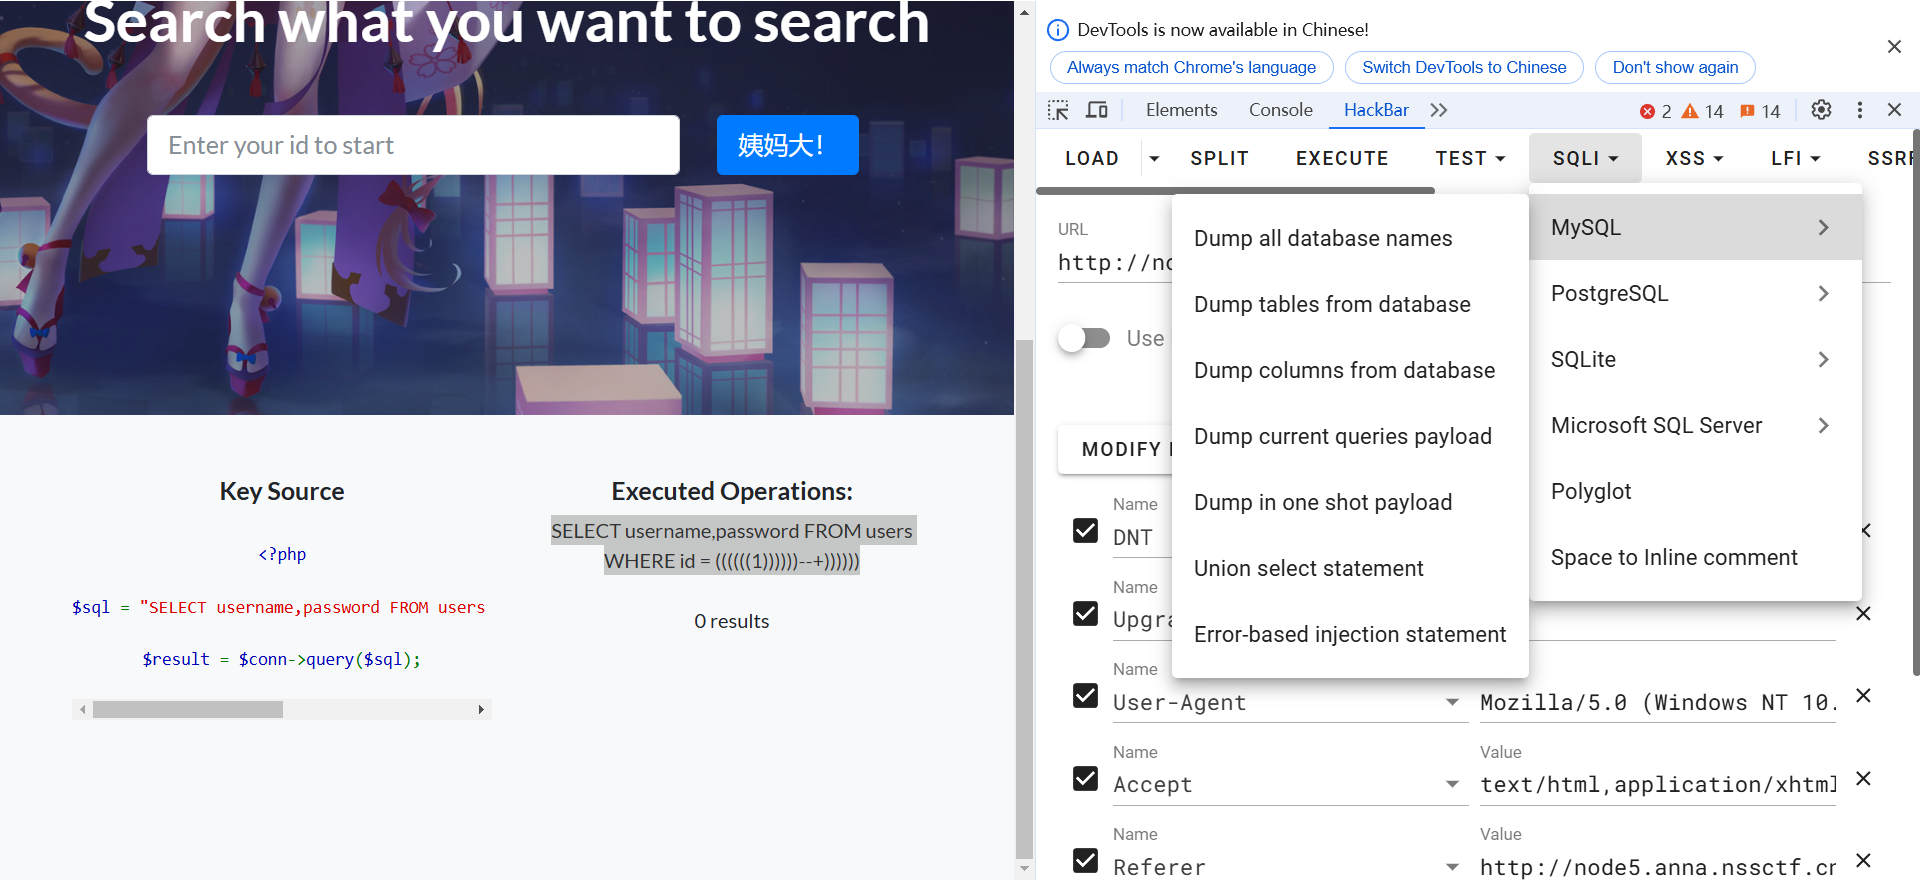 Search what you want to search
Enter your id to start
姨妈大!
Key Source
<?php
$sql = "SELECT username,password FROM users
$result = $conn->query($sql);
Executed Operations:
SELECT username,password FROM users
WHERE id = ((((((1))))))--+))))))
0 results
DevTools is now available in Chinese!
Always match Chrome's language
Switch DevTools to Chinese
Don't show again
Elements
Console
HackBar
2
14
14
LOAD
SPLIT
EXECUTE
TEST
SQLI
XSS
LFI
SSRF
URL
http://no
Use
MODIFY
Dump all database names
Dump tables from database
Dump columns from database
Dump current queries payload
Dump in one shot payload
Union select statement
Error-based injection statement
MySQL
PostgreSQL
SQLite
Microsoft SQL Server
Polyglot
Space to Inline comment
Name
DNT
Name
Upgra
Name
User-Agent
Mozilla/5.0 (Windows NT 10.
Name
Value
Accept
text/html,application/xhtml
Name
Value
Referer
http://node5.anna.nssctf.cn